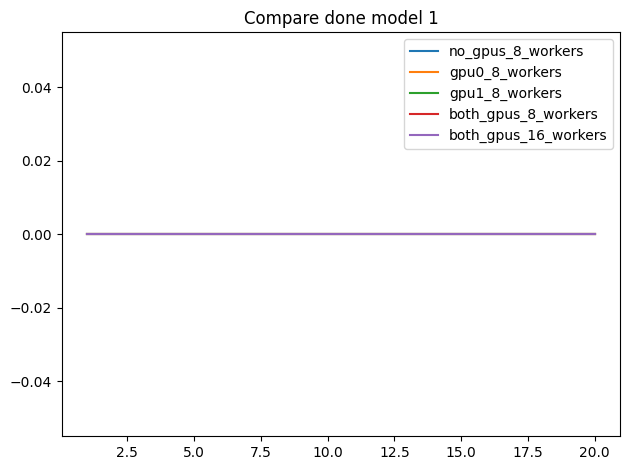 Compare done model 1
no_gpus_8_workers
gpu0_8_workers
gpu1_8_workers
both_gpus_8_workers
both_gpus_16_workers
0.04
0.02
0.00
−0.02
−0.04
2.5 5.0 7.5 10.0 12.5 15.0 17.5 20.0